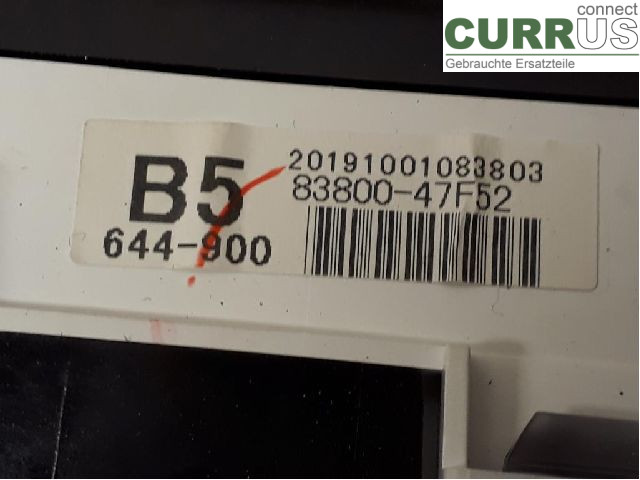 connect
CURRUS
Gebrauchte Ersatzteile
B5
20191001083803
83800-47F52
644-900